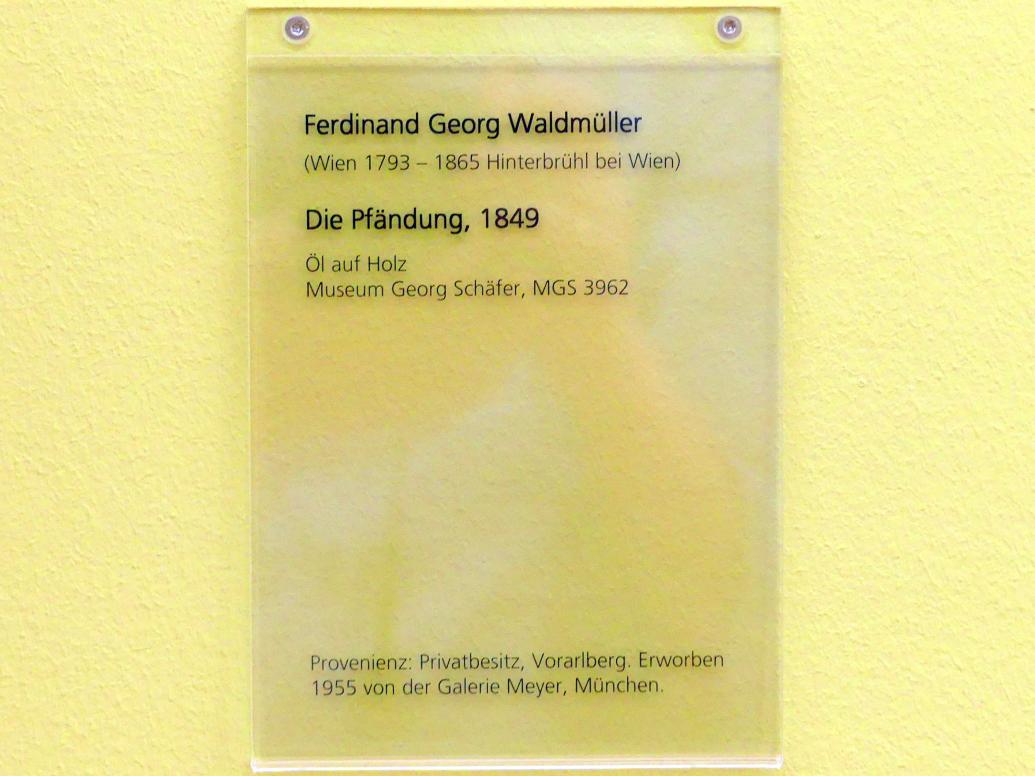 Ferdinand Georg Waldmüller
(Wien 1793 – 1865 Hinterbrühl bei Wien)
Die Pfändung, 1849
Öl auf Holz
Museum Georg Schäfer, MGS 3962
Provenienz: Privatbesitz, Vorarlberg. Erworben
1955 von der Galerie Meyer, München.